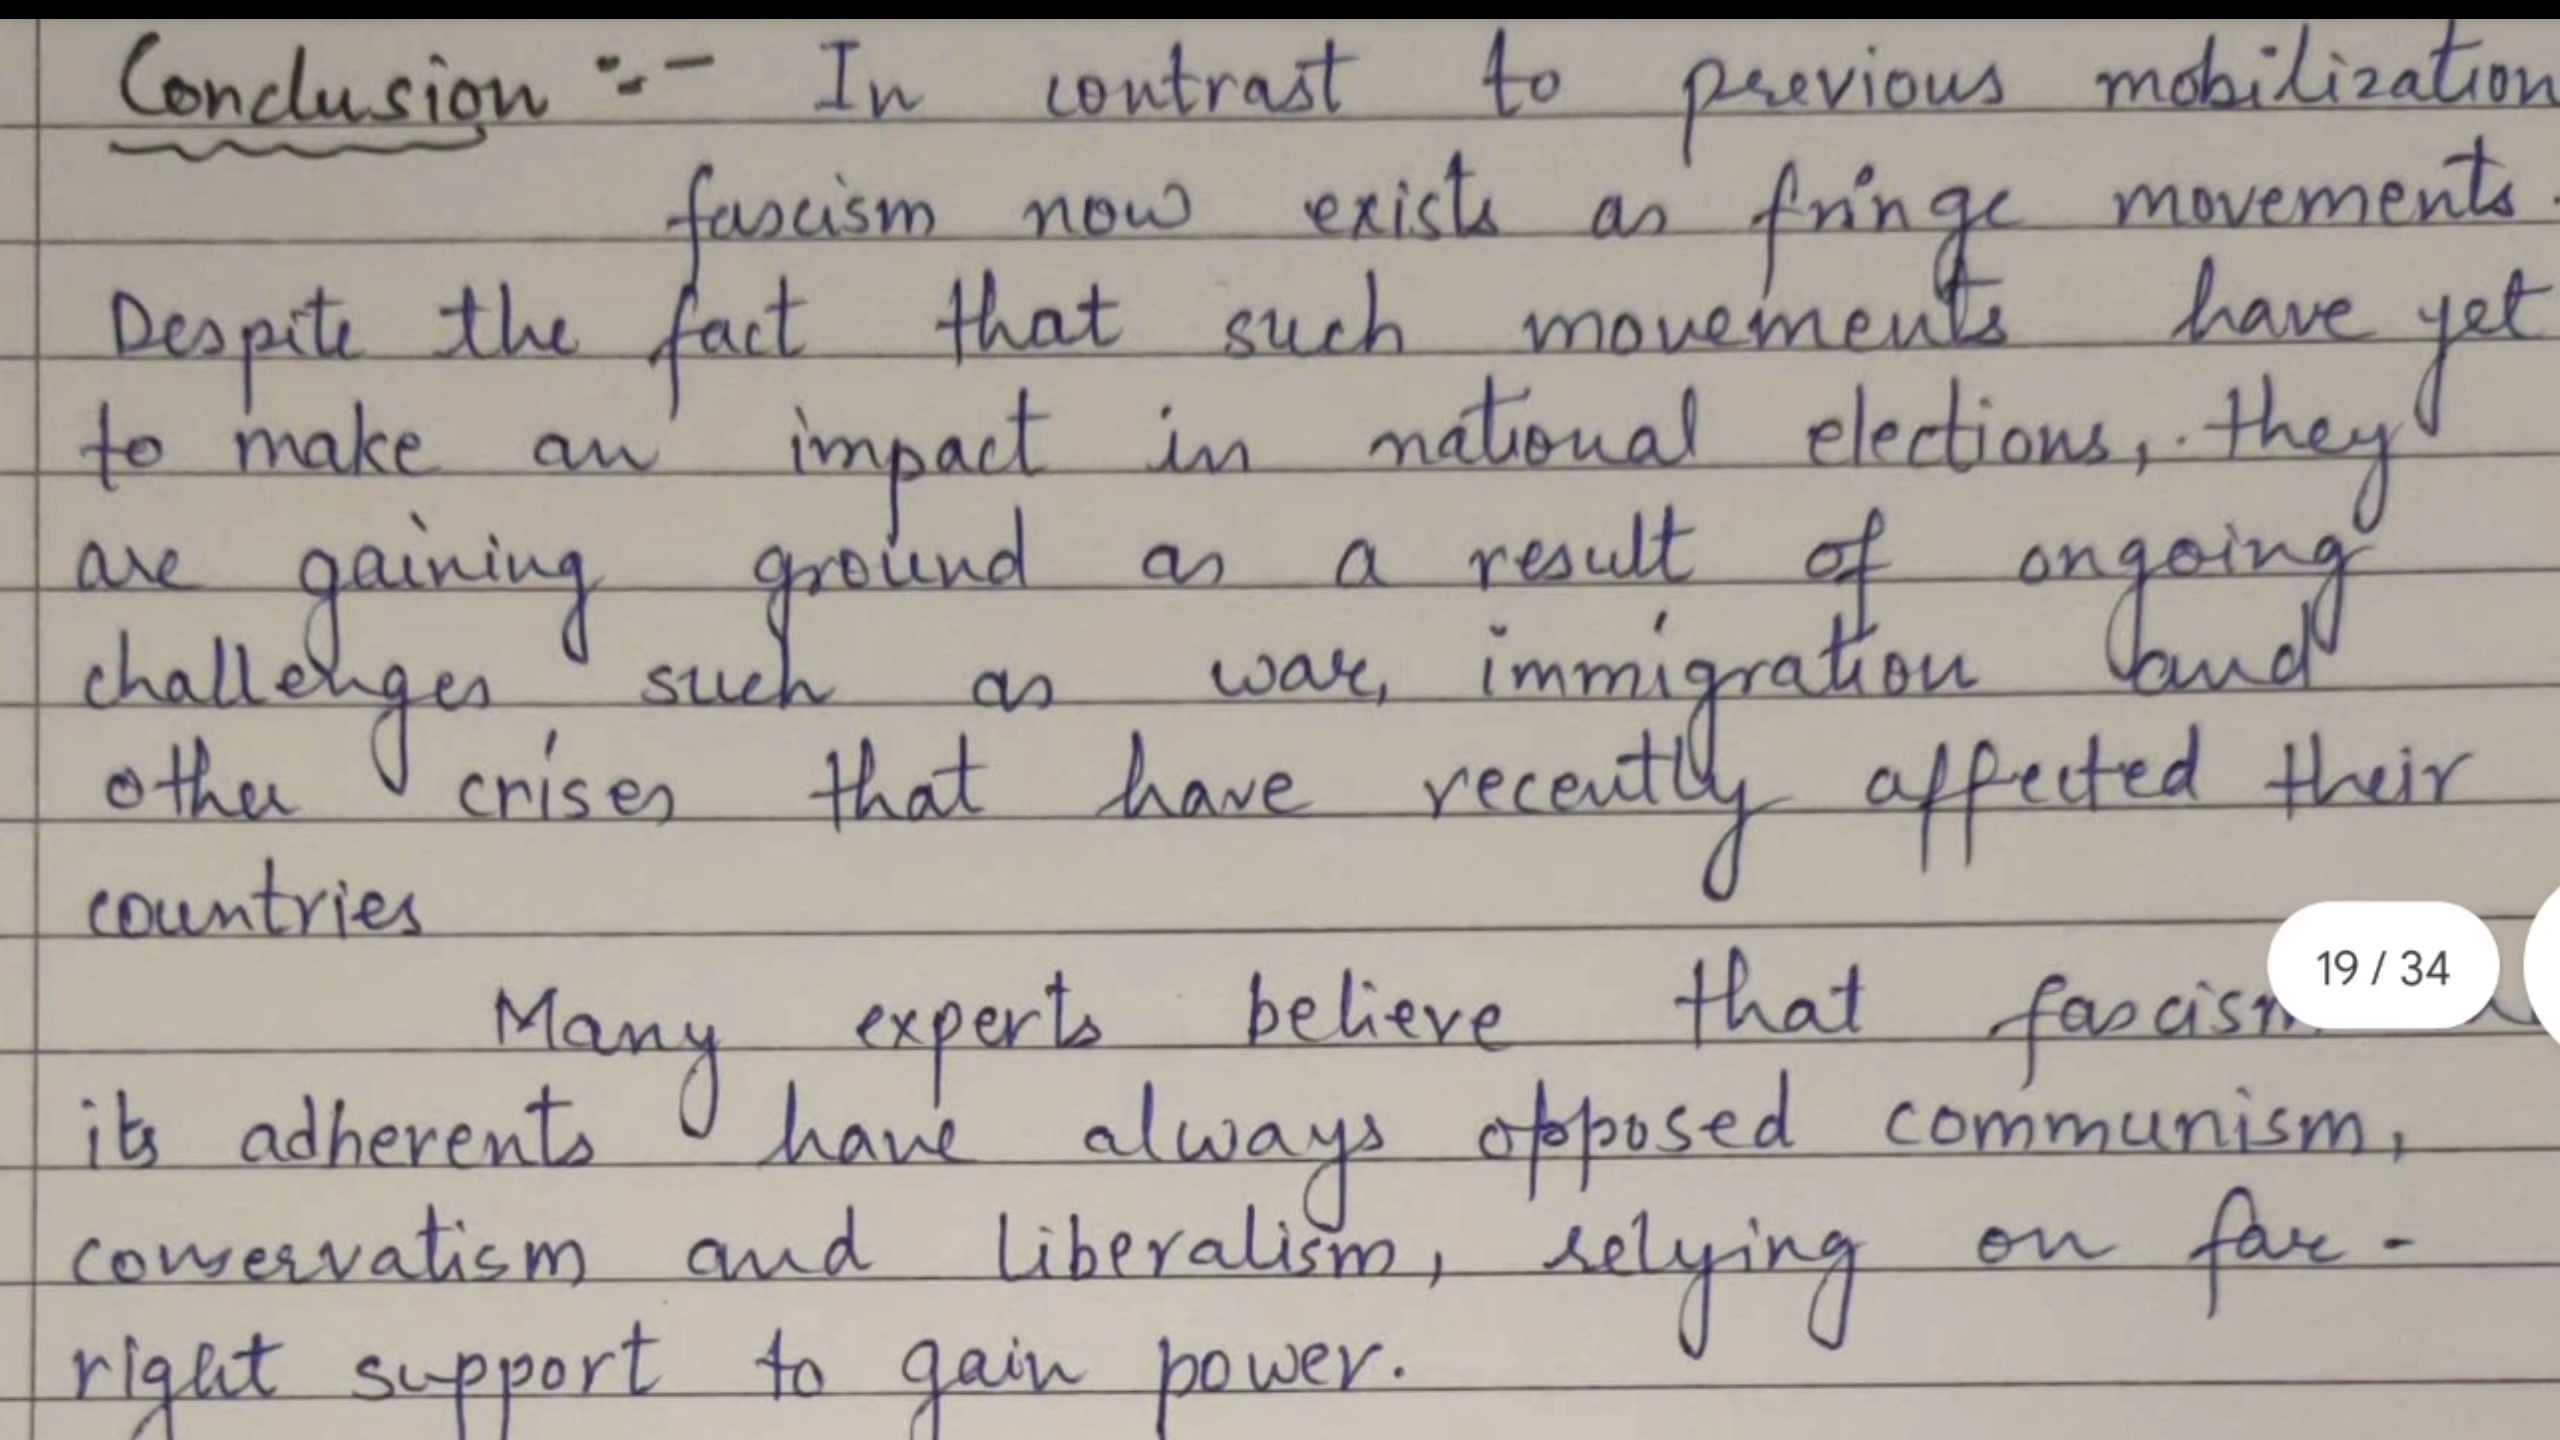 Conclusion :- In contrast to previous mobilization
fascism now exists as fringe movements.
Despite the fact that such movements have yet
to make an impact in national elections, they
are gaining ground as a result of ongoing
challenges such as war, immigration and
other crises that have recently affected their
countries
19 / 34
Many experts believe that fascism
its adherents have always opposed communism,
conservatism and liberalism, relying on far-
right support to gain power.